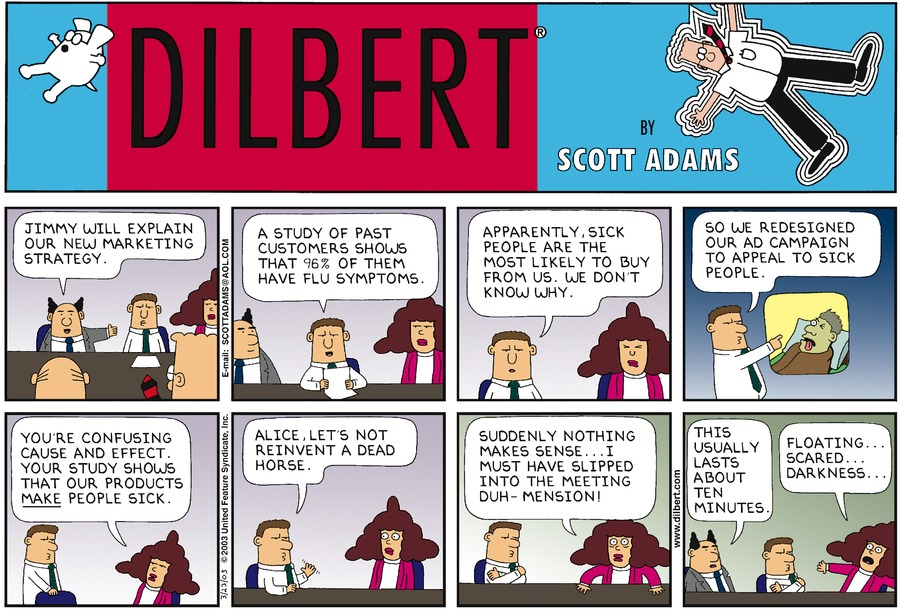 DILBERT®
BY
SCOTT ADAMS
JIMMY WILL EXPLAIN
OUR NEW MARKETING
STRATEGY.
E-mail: SCOTTADAMS@AOL.COM
A STUDY OF PAST
CUSTOMERS SHOWS
THAT 96% OF THEM
HAVE FLU SYMPTOMS.
APPARENTLY, SICK
PEOPLE ARE THE
MOST LIKELY TO BUY
FROM US. WE DON'T
KNOW WHY.
SO WE REDESIGNED
OUR AD CAMPAIGN
TO APPEAL TO SICK
PEOPLE.
YOU'RE CONFUSING
CAUSE AND EFFECT.
YOUR STUDY SHOWS
THAT OUR PRODUCTS
MAKE PEOPLE SICK.
3/23/03 © 2003 United Feature Syndicate, Inc.
ALICE, LET'S NOT
REINVENT A DEAD
HORSE.
SUDDENLY NOTHING
MAKES SENSE...I
MUST HAVE SLIPPED
INTO THE MEETING
DUH-MENSION!
www.dilbert.com
THIS
USUALLY
LASTS
ABOUT
TEN
MINUTES.
FLOATING...
SCARED...
DARKNESS...